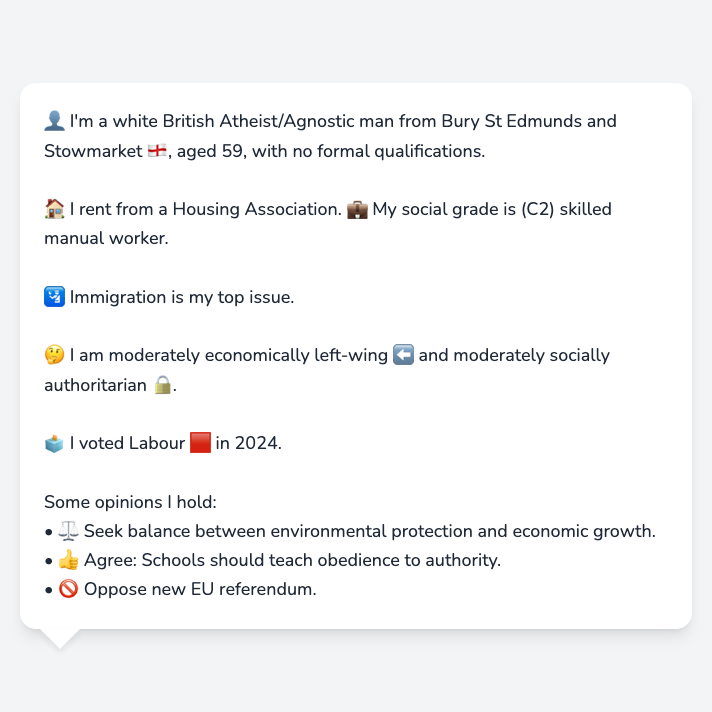 👤 I'm a white British Atheist/Agnostic man from Bury St Edmunds and
Stowmarket 🏴󠁧󠁢󠁥󠁮󠁧󠁿, aged 59, with no formal qualifications.
🏠 I rent from a Housing Association. 💼 My social grade is (C2) skilled
manual worker.
🛂 Immigration is my top issue.
🤔 I am moderately economically left-wing ⬅️ and moderately socially
authoritarian 🔒.
🗳️ I voted Labour 🟥 in 2024.
Some opinions I hold:
• ⚖️ Seek balance between environmental protection and economic growth.
• 👍 Agree: Schools should teach obedience to authority.
• 🚫 Oppose new EU referendum.